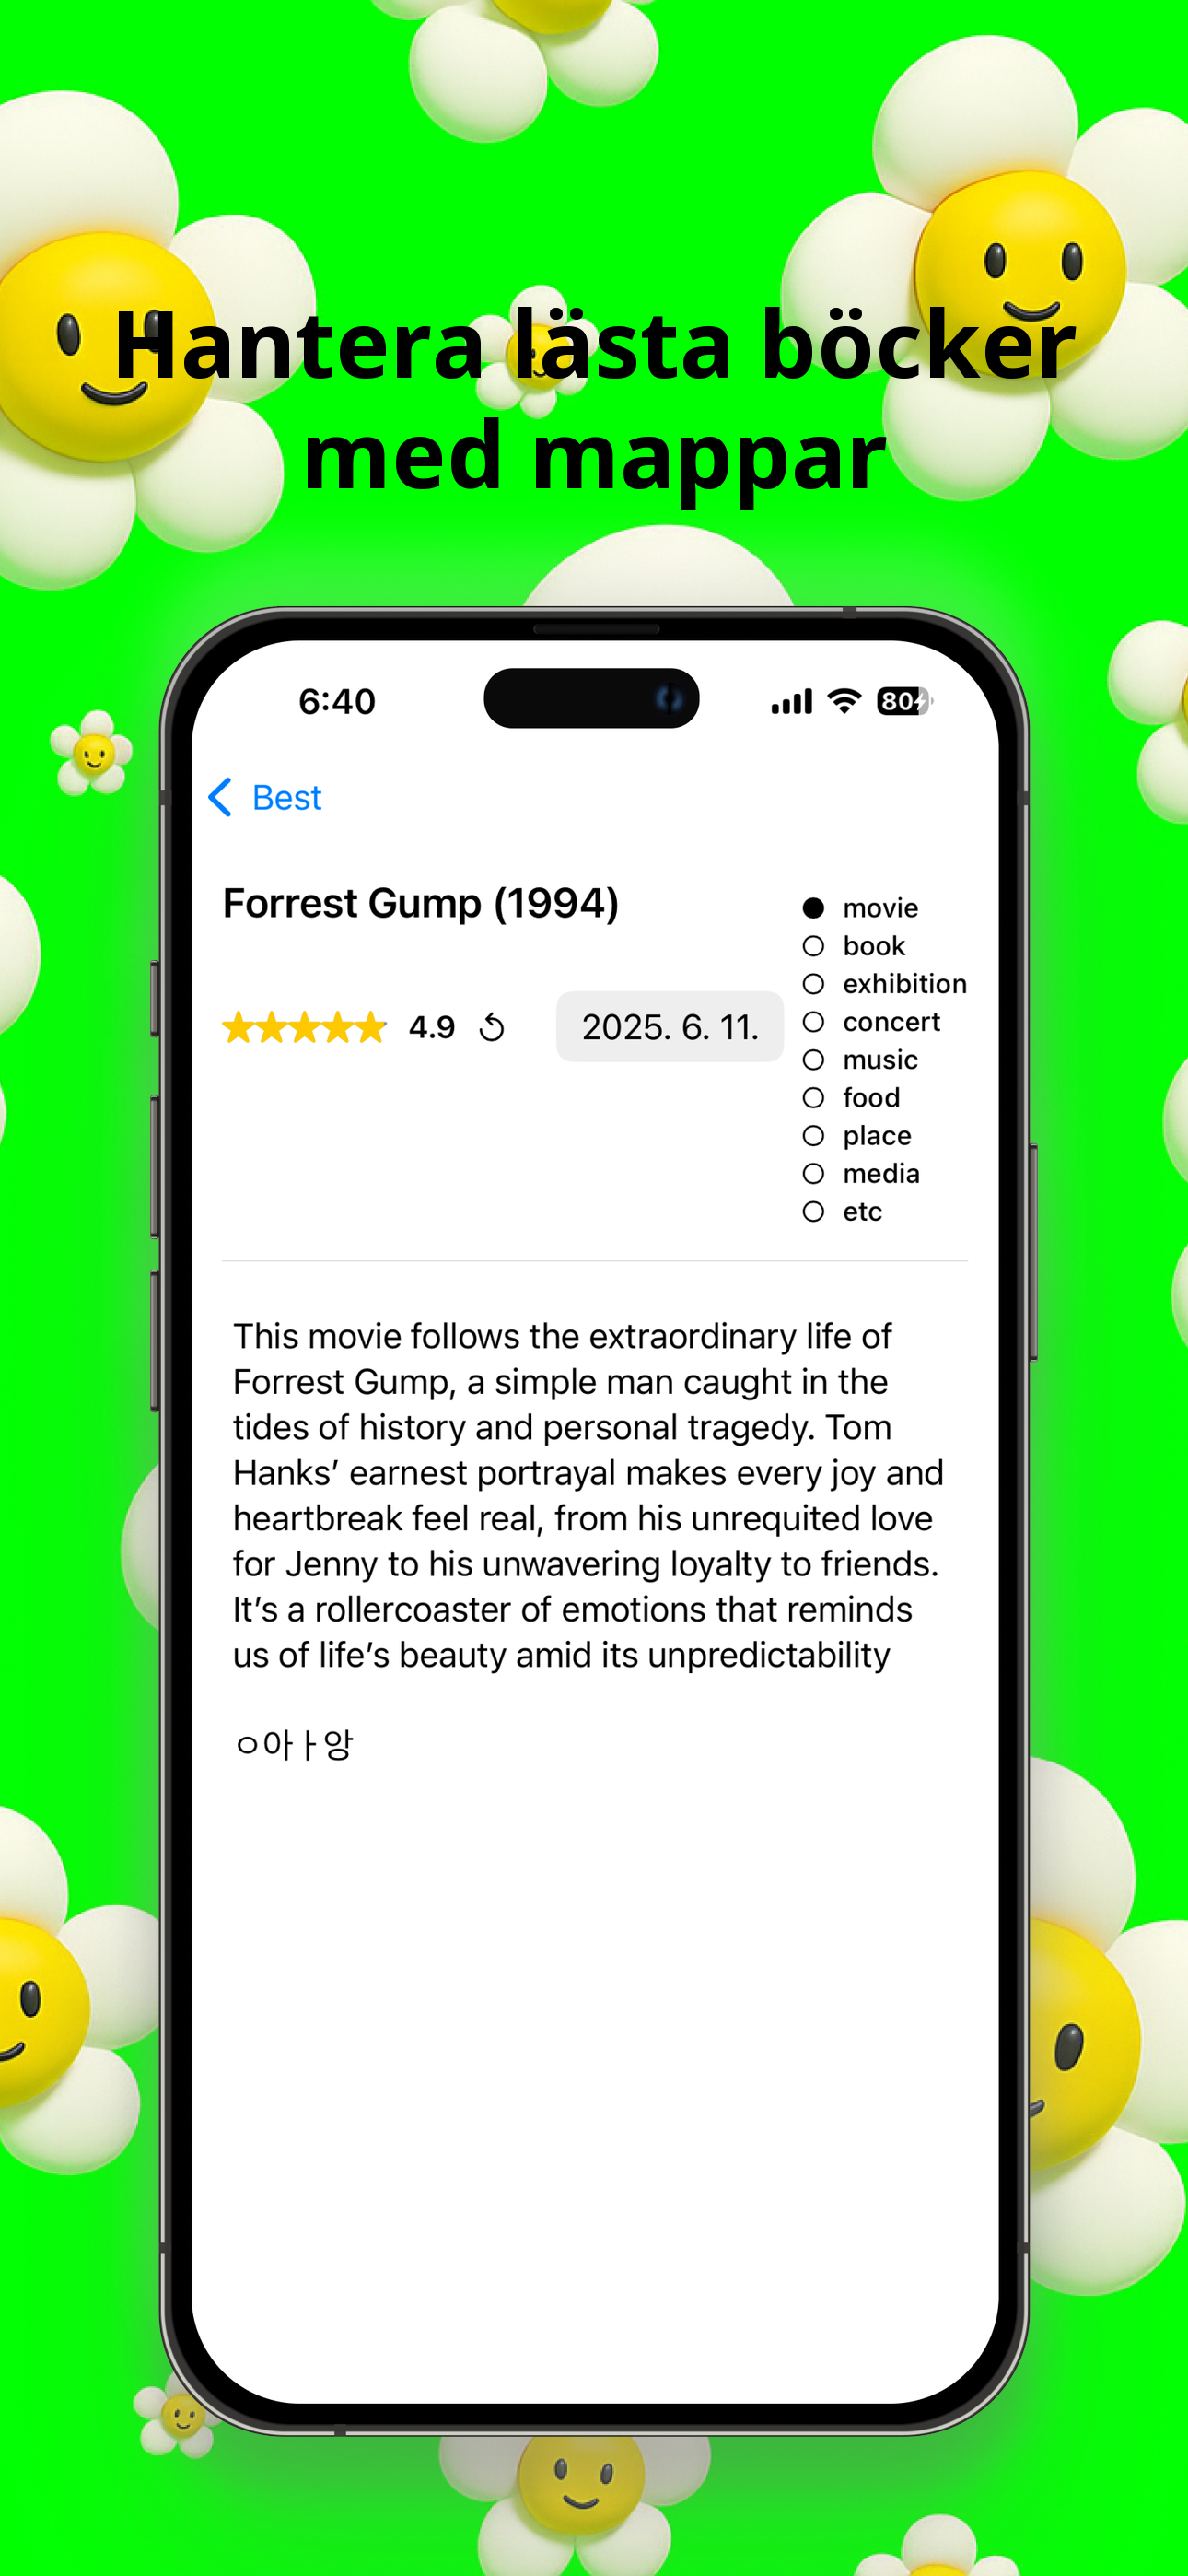 Hantera lästa böcker
med mappar
6:40
80
Best
Forrest Gump (1994)
4.9
2025. 6. 11.
movie
book
exhibition
concert
music
food
place
media
etc
This movie follows the extraordinary life of
Forrest Gump, a simple man caught in the
tides of history and personal tragedy. Tom
Hanks’ earnest portrayal makes every joy and
heartbreak feel real, from his unrequited love
for Jenny to his unwavering loyalty to friends.
It’s a rollercoaster of emotions that reminds
us of life’s beauty amid its unpredictability
ㅇ아ㅏ앙